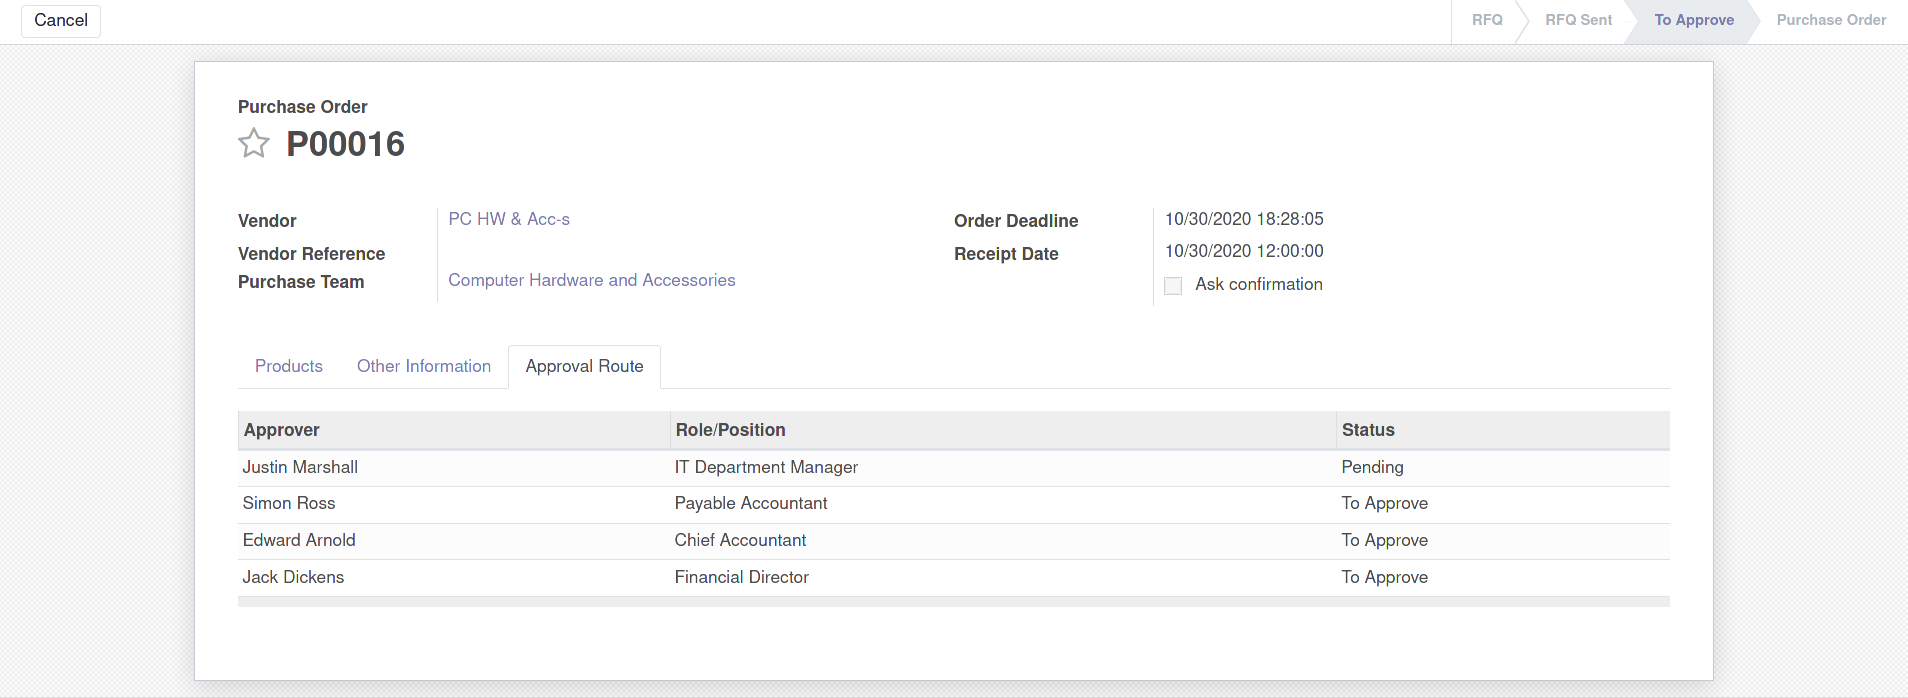 Cancel
RFQ RFQ Sent To Approve Purchase Order
Purchase Order
P00016
Vendor PC HW & Acc-s Order Deadline 10/30/2020 18:28:05
Vendor Reference Receipt Date 10/30/2020 12:00:00
Purchase Team Computer Hardware and Accessories Ask confirmation
Products Other Information Approval Route
Approver Role/Position Status
Justin Marshall IT Department Manager Pending
Simon Ross Payable Accountant To Approve
Edward Arnold Chief Accountant To Approve
Jack Dickens Financial Director To Approve